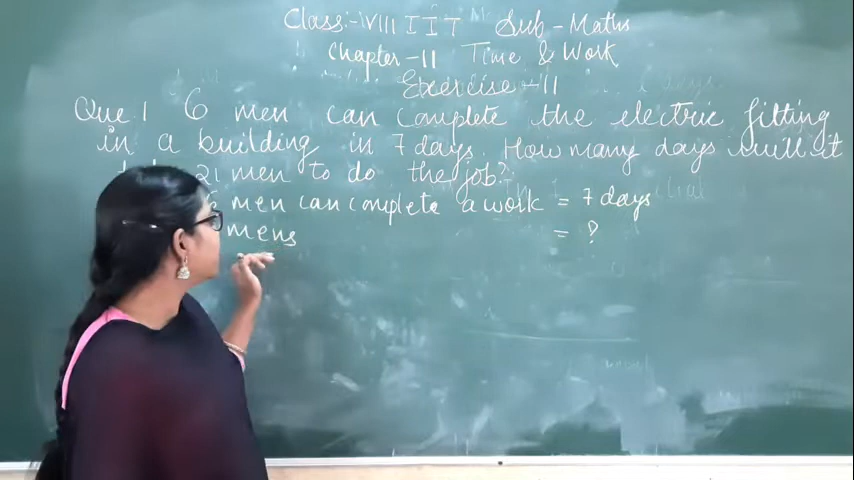 Class:-VIII IIT Sub-Maths
Chapter-11 Time & Work
Exercise-11
Que 1 6 men can complete the electric fitting
in a building in 7 days. How many days will it
21 men to do the job?
men can complete a work = 7 days
mens = ?